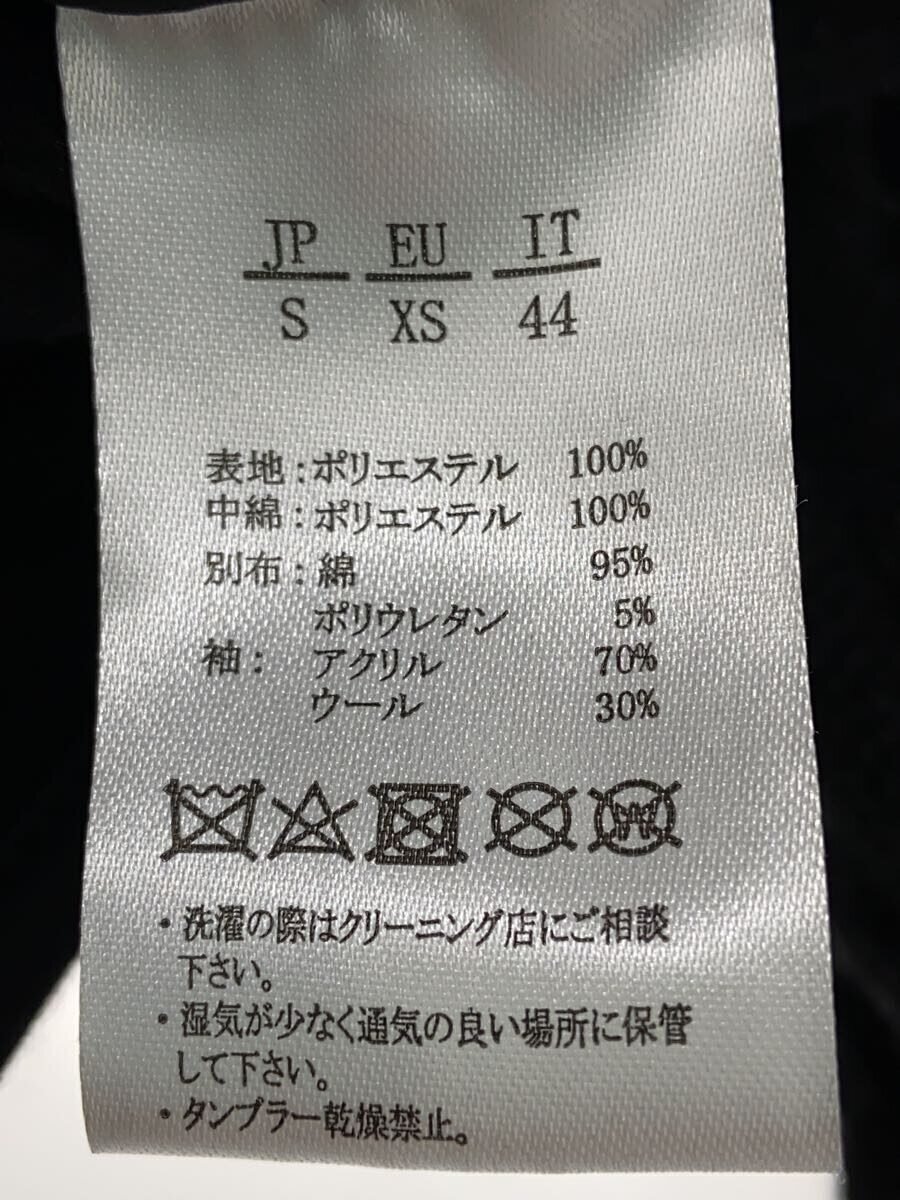 JP EU IT
S XS 44
表地:ポリエステル 100%
中綿:ポリエステル 100%
別布:綿 95%
ポリウレタン 5%
袖: アクリル 70%
ウール 30%
W
・洗濯の際はクリーニング店にご相談
下さい。
・湿気が少なく通気の良い場所に保管
して下さい。
・タンブラー乾燥禁止。